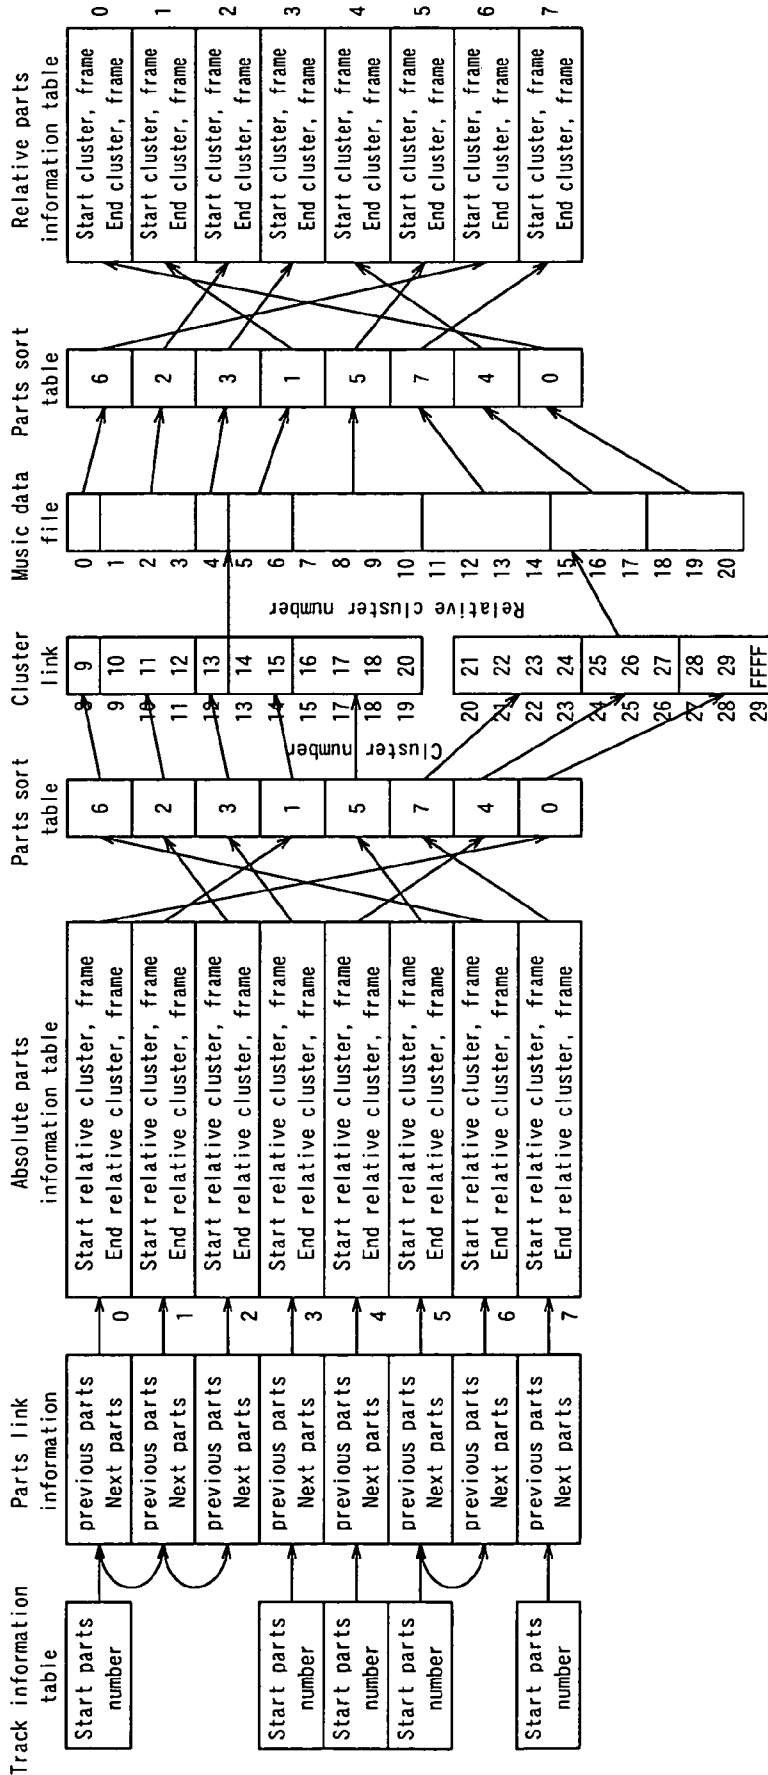 Track information
table
Start parts
number
Start parts
number
Start parts
number
Start parts
number
Start parts
number
Parts link
information
previous parts
Next parts
previous parts
Next parts
previous parts
Next parts
previous parts
Next parts
previous parts
Next parts
previous parts
Next parts
previous parts
Next parts
previous parts
Next parts
0
1
2
3
4
5
6
7
Absolute parts
information table
Start relative cluster, frame
End relative cluster, frame
Start relative cluster, frame
End relative cluster, frame
Start relative cluster, frame
End relative cluster, frame
Start relative cluster, frame
End relative cluster, frame
Start relative cluster, frame
End relative cluster, frame
Start relative cluster, frame
End relative cluster, frame
Start relative cluster, frame
End relative cluster, frame
Start relative cluster, frame
End relative cluster, frame
Parts sort
table
6
2
3
1
5
7
4
0
Cluster number
8
9
10
11
12
13
14
15
17
18
19
20
21
22
23
24
25
26
27
28
29
Cluster
link
9
10
11
12
13
14
15
16
17
18
20
21
22
23
24
25
26
27
28
29
FFFF
Relative cluster number
0
1
2
3
4
5
6
7
8
9
10
11
12
13
14
15
16
17
18
19
20
Music data
file
Parts sort
table
6
2
3
1
5
7
4
0
Relative parts
information table
Start cluster, frame
End cluster, frame
Start cluster, frame
End cluster, frame
Start cluster, frame
End cluster, frame
Start cluster, frame
End cluster, frame
Start cluster, frame
End cluster, frame
Start cluster, frame
End cluster, frame
Start cluster, frame
End cluster, frame
Start cluster, frame
End cluster, frame
0
1
2
3
4
5
6
7